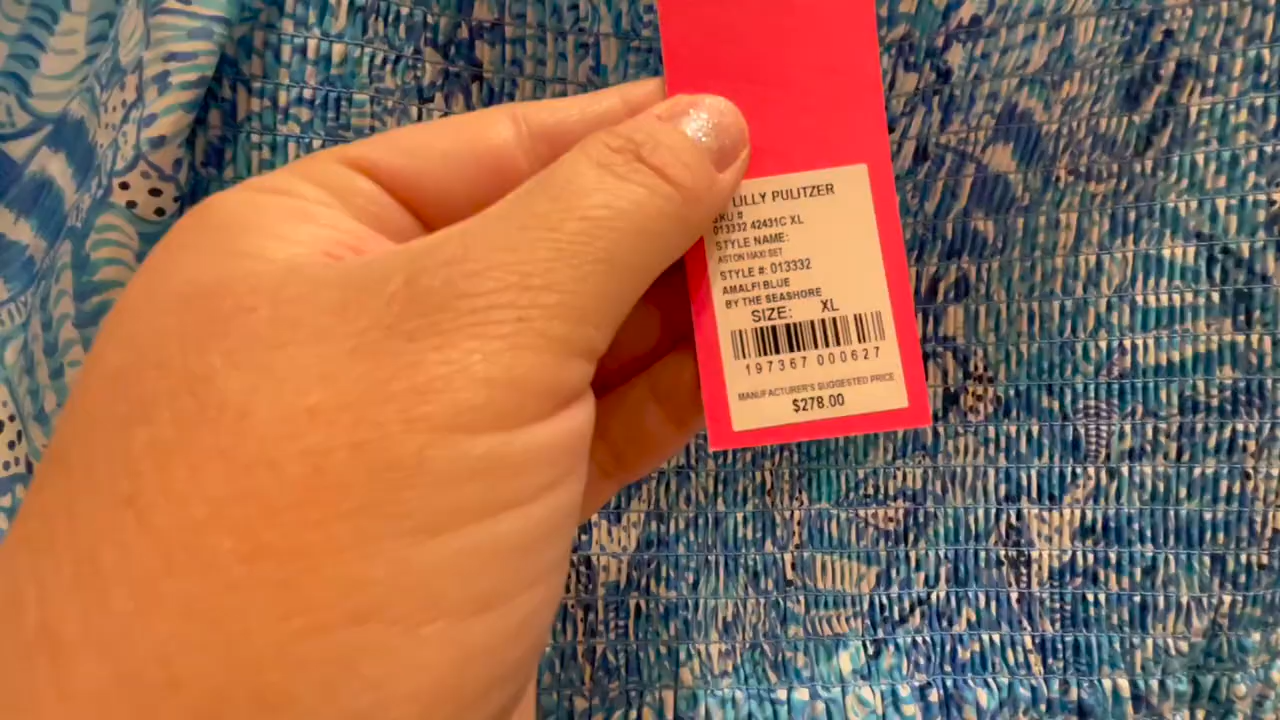 LILLY PULITZER
SKU #
013332 42431C XL
STYLE NAME:
ASTON MAXI SET
STYLE #: 013332
AMALFI BLUE
BY THE SEASHORE
SIZE: XL
197367 000627
MANUFACTURER'S SUGGESTED PRICE
$278.00